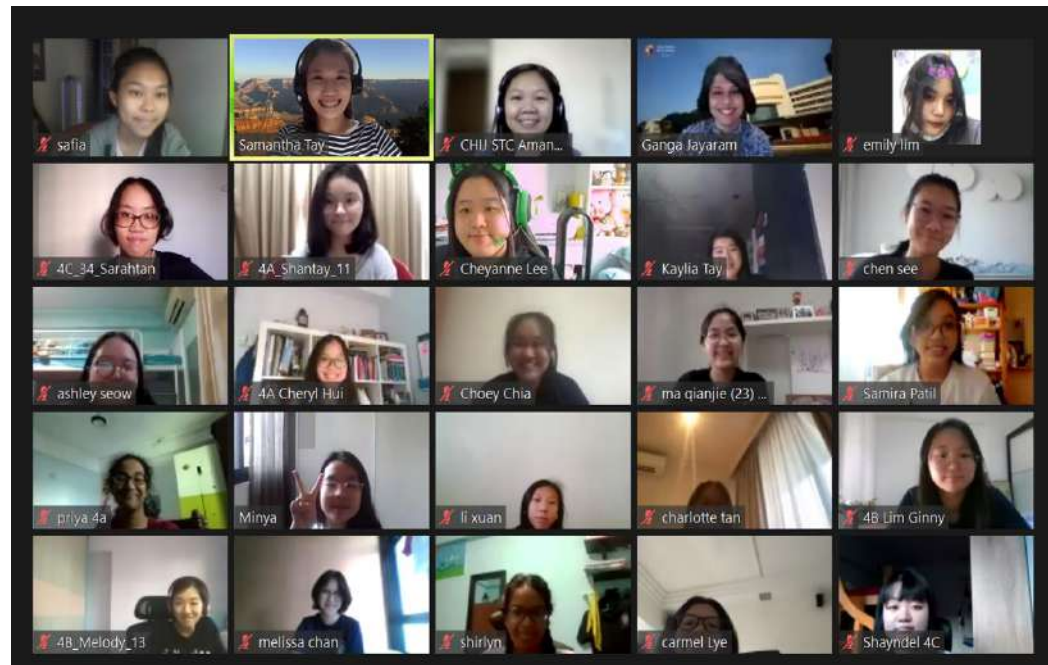 safia
Samantha Tay
CHIJ STC Aman...
Ganga Jayaram
emily lim
4C_34_Sarahtan
4A_Shantay_11
Cheyanne Lee
Kaylia Tay
chen see
ashley seow
4A Cheryl Hui
Choey Chia
ma qianjie (23) ...
Samira Patil
priya 4a
Minya
li xuan
charlotte tan
4B Lim Ginny
4B_Melody_13
melissa chan
shirlyn
carmel Lye
Shayndel 4C